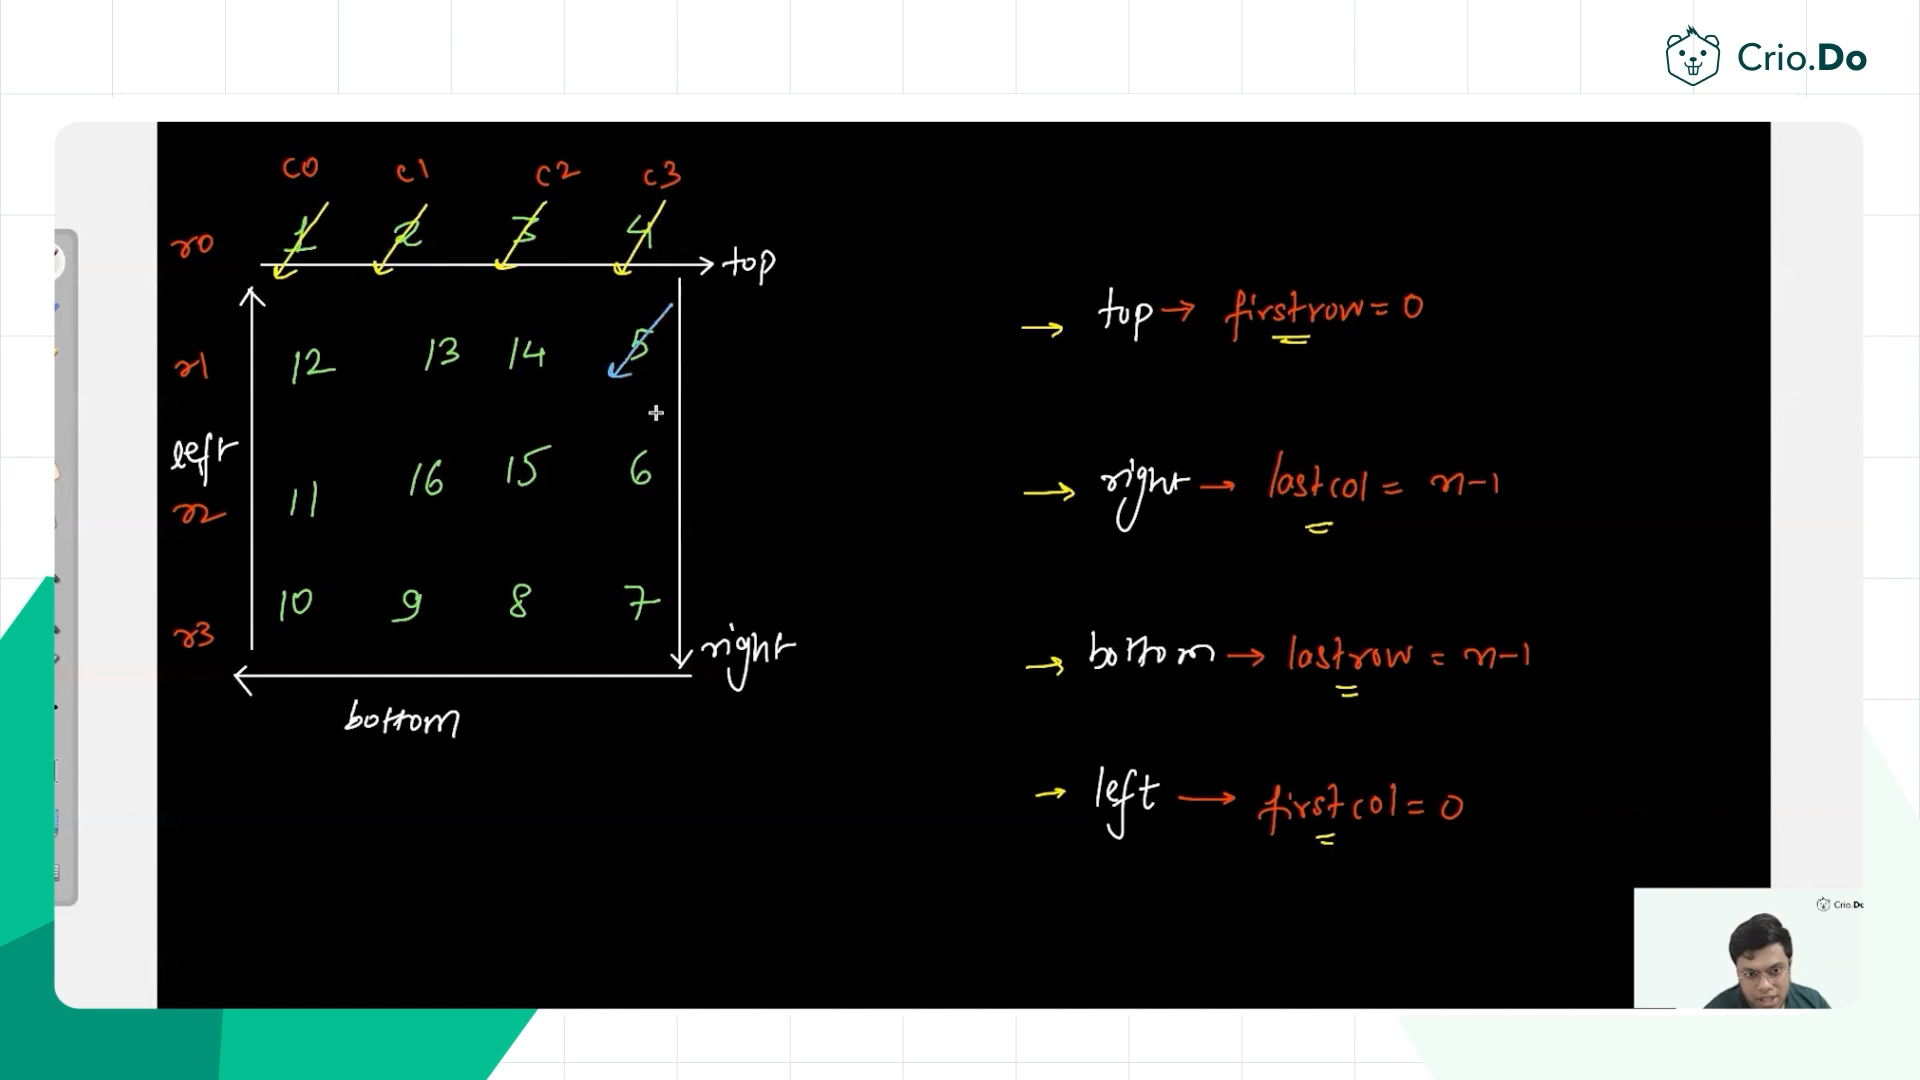 Crio.Do
c0 c1 c2 c3
r0 1 2 3 4
top
r1 12 13 14 5
left
r2 11 16 15 6
r3 10 9 8 7
right
bottom
→ top → firstrow = 0
→ right → lastcol = n-1
→ bottom → lastrow = n-1
→ left → firstcol = 0
Crio.Do